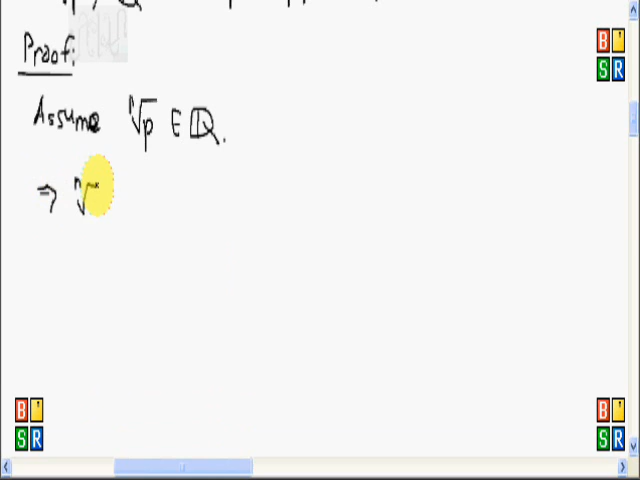 Proof:
Assume ⁿ√p ∈ ℚ.
⇒ ⁿ√
B '
S R
B '
S R
B '
S R